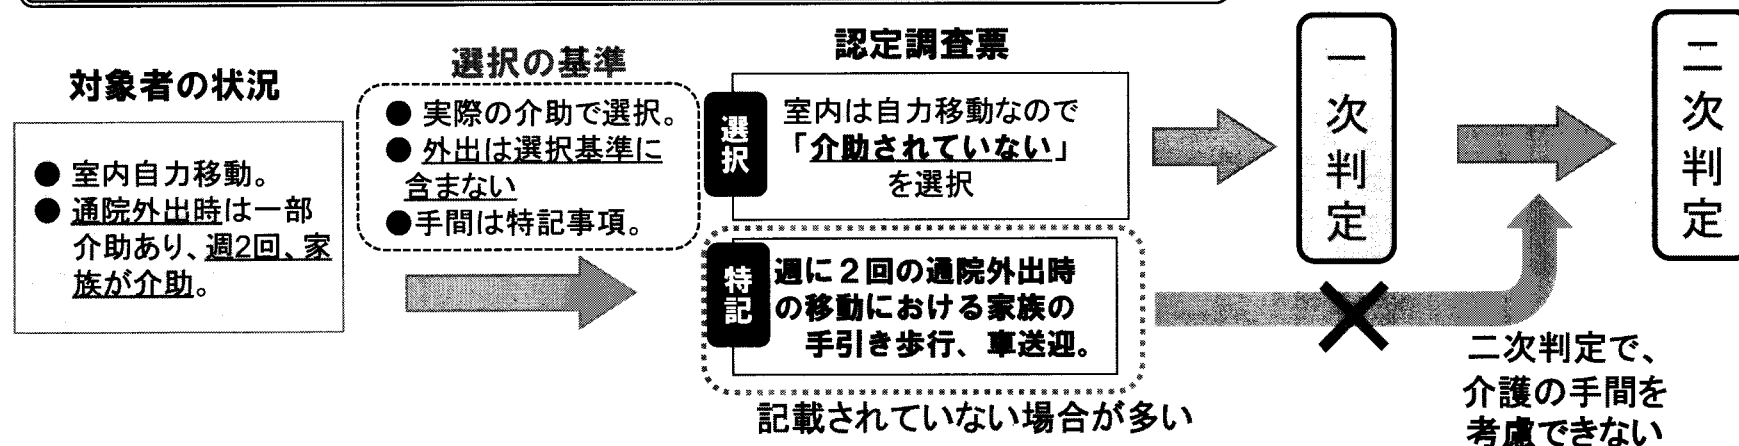 対象者の状況
● 室内自力移動。
● 通院外出時は一部
介助あり、週2回、家
族が介助。
選択の基準
● 実際の介助で選択。
● 外出は選択基準に
含まない
●手間は特記事項。
認定調査票
選択
室内は自力移動なので
「介助されていない」
を選択
特記
週に2回の通院外出時
の移動における家族の
手引き歩行、車送迎。
記載されていない場合が多い
一次判定
二次判定
二次判定で、
介護の手間を
考慮できない